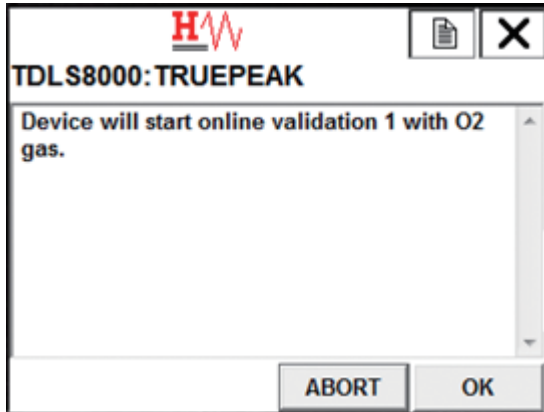 H
TDLS8000:TRUEPEAK
Device will start online validation 1 with O2
gas.
ABORT
OK